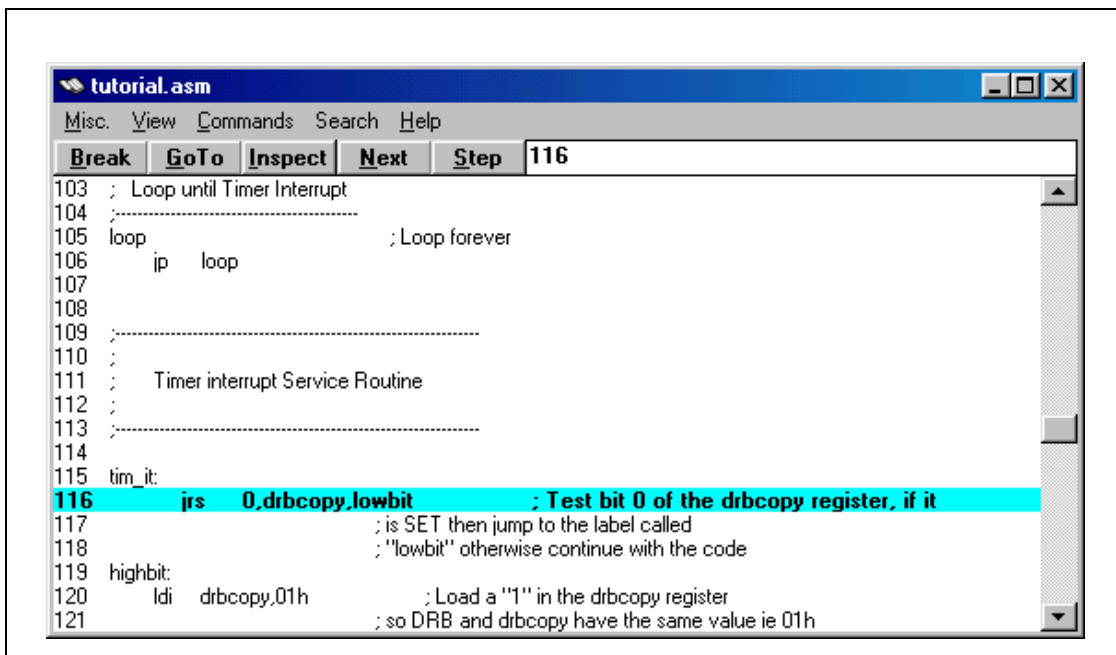 tutorial.asm
Misc. View Commands Search Help
Break GoTo Inspect Next Step 116
103 ; Loop until Timer Interrupt
104 ;--------------------------------------------
105 loop ; Loop forever
106 jp loop
107
108
109 ;------------------------------------------------------------------
110 ;
111 ; Timer interrupt Service Routine
112 ;
113 ;------------------------------------------------------------------
114
115 tim_it:
116 jrs 0,drbcopy,lowbit ; Test bit 0 of the drbcopy register, if it
117 ; is SET then jump to the label called
118 ; "lowbit" otherwise continue with the code
119 highbit:
120 ldi drbcopy,01h ; Load a "1" in the drbcopy register
121 ; so DRB and drbcopy have the same value ie 01h